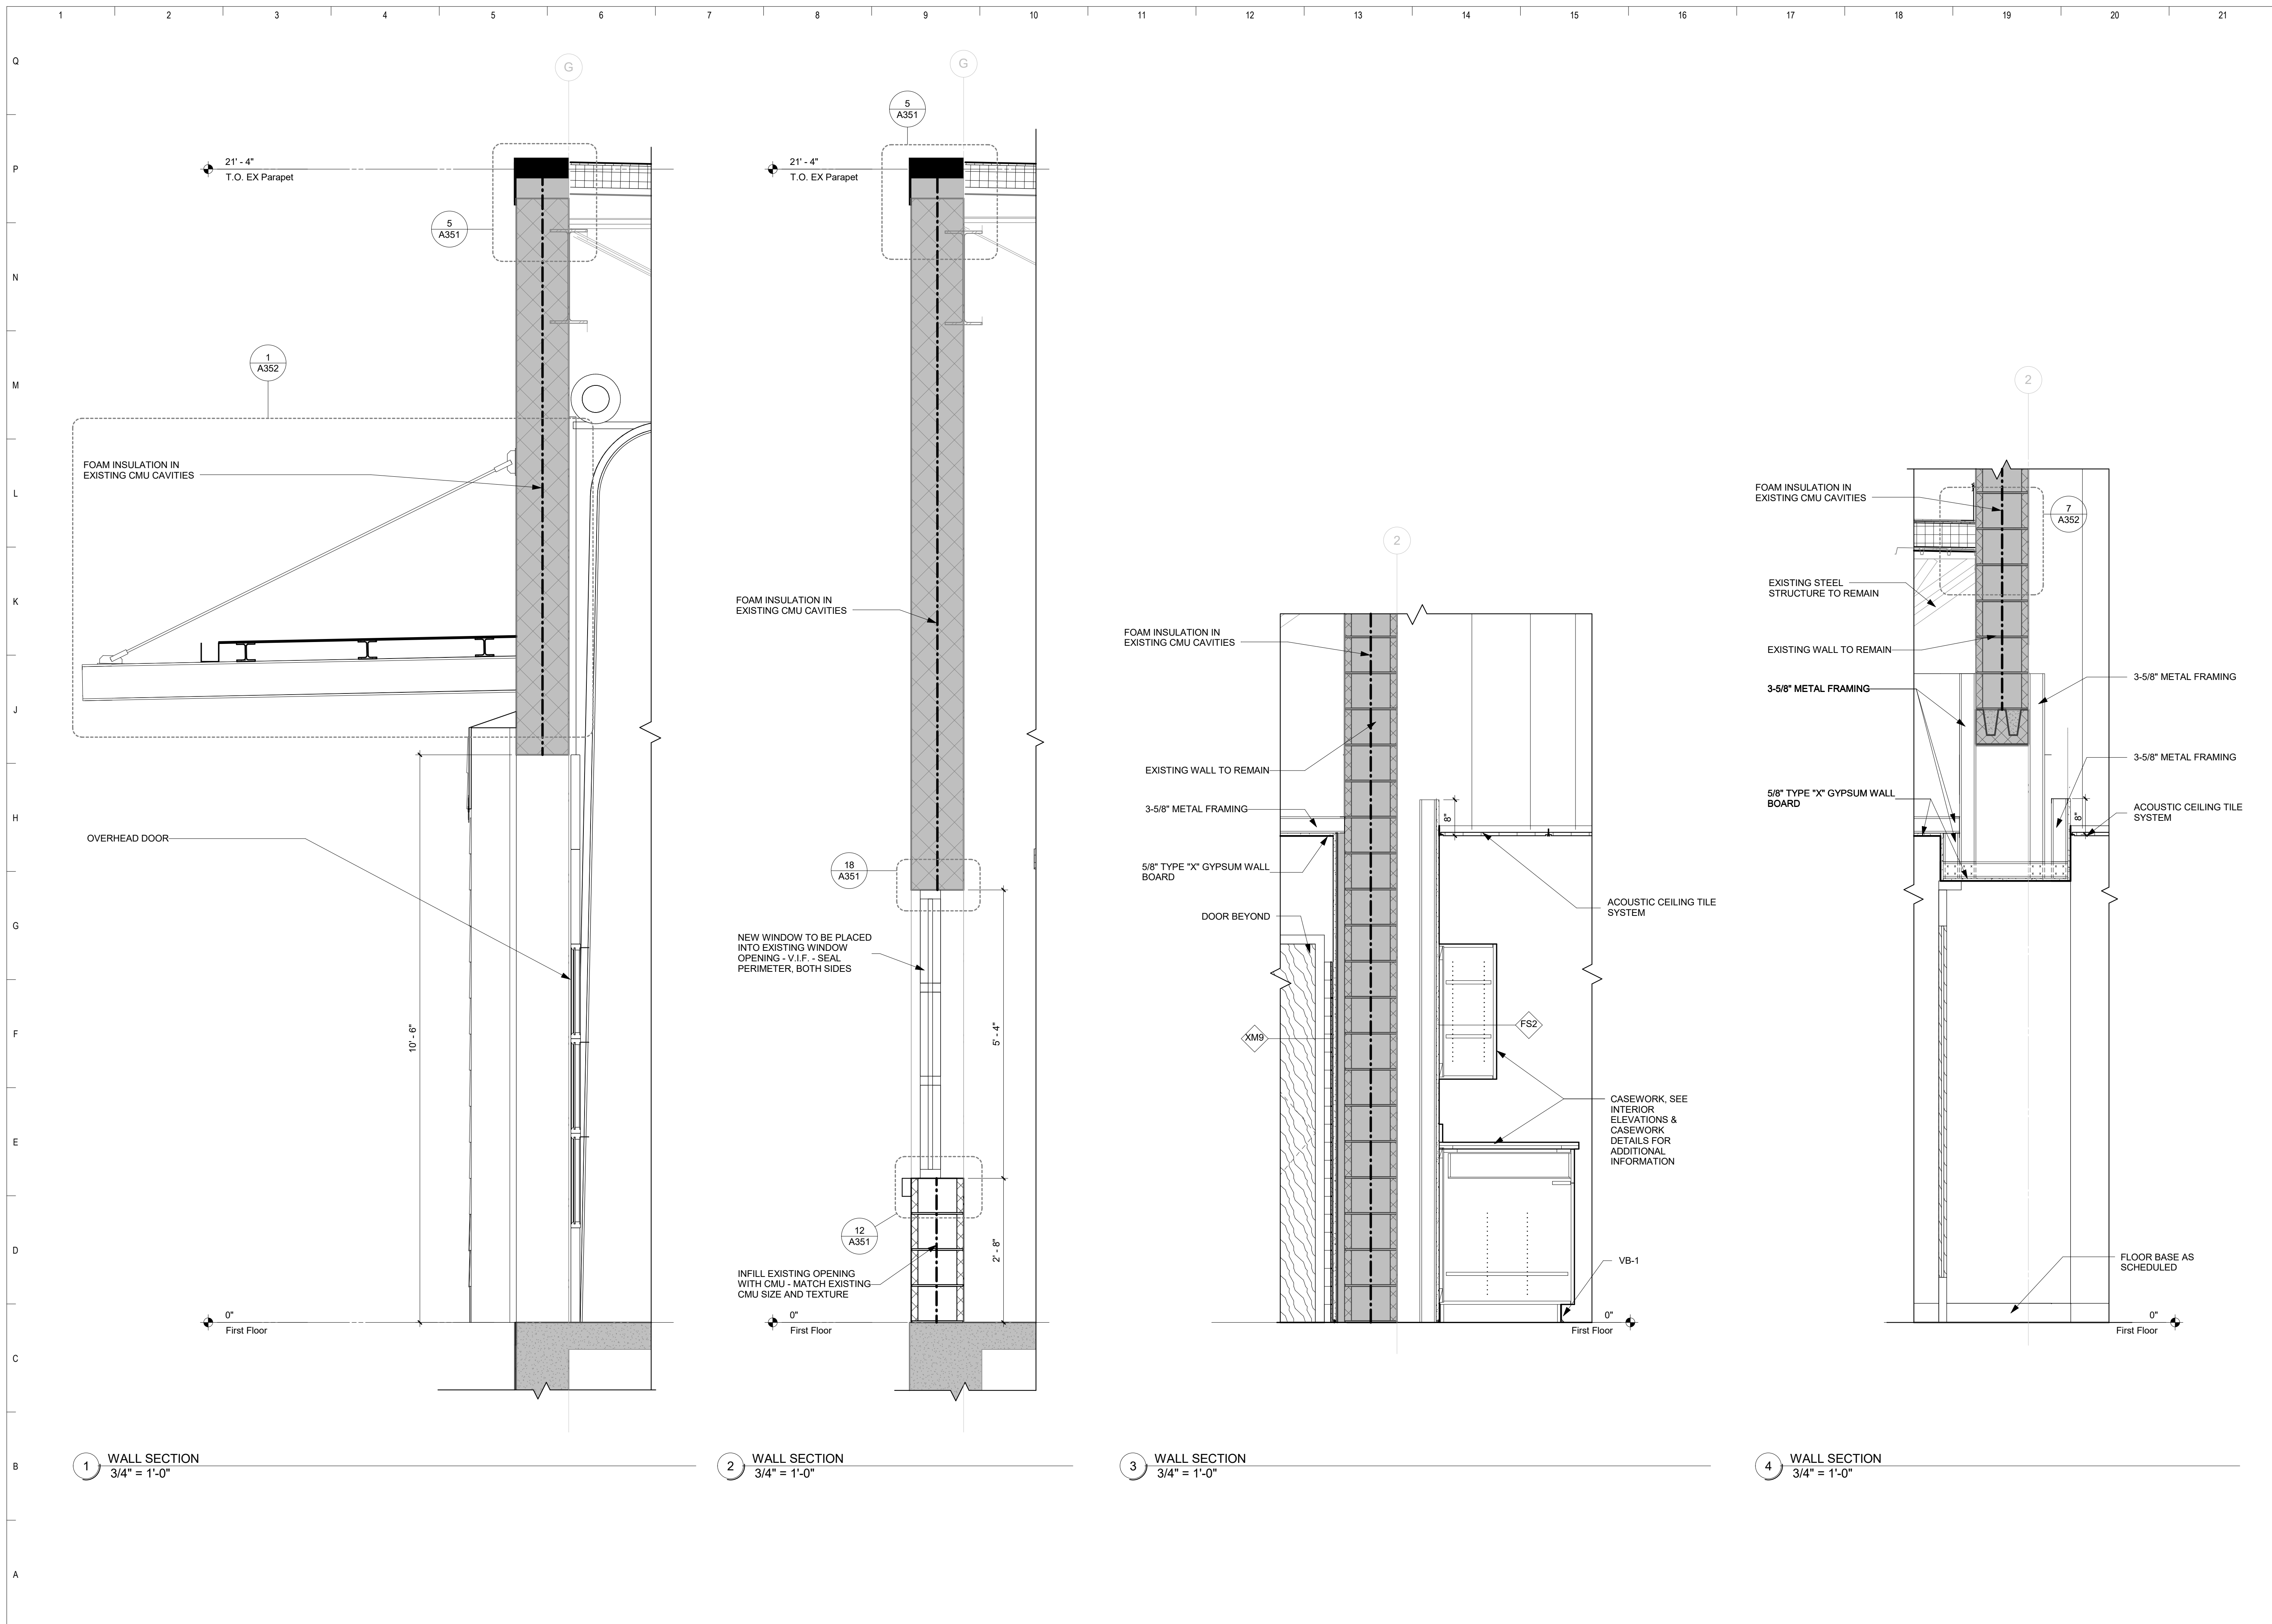 1 2 3 4 5 6 7 8 9 10 11 12 13 14 15 16 17 18 19 20 21
Q
P
N
M
L
K
J
H
G
F
E
D
C
B
A
G
21' - 4"
T.O. EX Parapet
5
A351
1
A352
FOAM INSULATION IN
EXISTING CMU CAVITIES
OVERHEAD DOOR
10' - 6"
0"
First Floor
1
WALL SECTION
3/4" = 1'-0"
G
5
A351
21' - 4"
T.O. EX Parapet
FOAM INSULATION IN
EXISTING CMU CAVITIES
18
A351
NEW WINDOW TO BE PLACED
INTO EXISTING WINDOW
OPENING - V.I.F. - SEAL
PERIMETER, BOTH SIDES
5' - 4"
12
A351
2' - 8"
INFILL EXISTING OPENING
WITH CMU - MATCH EXISTING
CMU SIZE AND TEXTURE
0"
First Floor
2
WALL SECTION
3/4" = 1'-0"
2
FOAM INSULATION IN
EXISTING CMU CAVITIES
EXISTING WALL TO REMAIN
3-5/8" METAL FRAMING
8"
5/8" TYPE "X" GYPSUM WALL
BOARD
DOOR BEYOND
ACOUSTIC CEILING TILE
SYSTEM
XM9
FS2
CASEWORK, SEE
INTERIOR
ELEVATIONS &
CASEWORK
DETAILS FOR
ADDITIONAL
INFORMATION
VB-1
0"
First Floor
3
WALL SECTION
3/4" = 1'-0"
2
FOAM INSULATION IN
EXISTING CMU CAVITIES
7
A352
EXISTING STEEL
STRUCTURE TO REMAIN
EXISTING WALL TO REMAIN
3-5/8" METAL FRAMING
3-5/8" METAL FRAMING
3-5/8" METAL FRAMING
5/8" TYPE "X" GYPSUM WALL
BOARD
8"
ACOUSTIC CEILING TILE
SYSTEM
FLOOR BASE AS
SCHEDULED
0"
First Floor
4
WALL SECTION
3/4" = 1'-0"